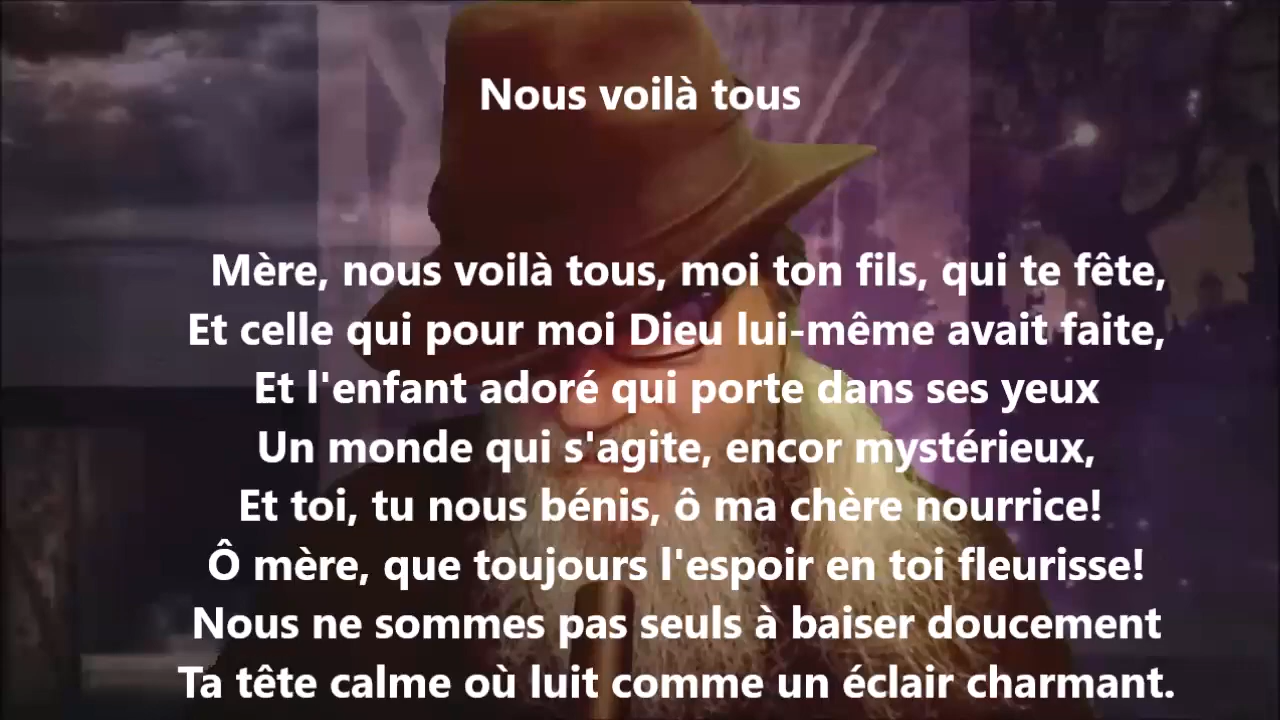 Nous voilà tous
Mère, nous voilà tous, moi ton fils, qui te fête,
Et celle qui pour moi Dieu lui-même avait faite,
Et l'enfant adoré qui porte dans ses yeux
Un monde qui s'agite, encor mystérieux,
Et toi, tu nous bénis, ô ma chère nourrice!
Ô mère, que toujours l'espoir en toi fleurisse!
Nous ne sommes pas seuls à baiser doucement
Ta tête calme où luit comme un éclair charmant.